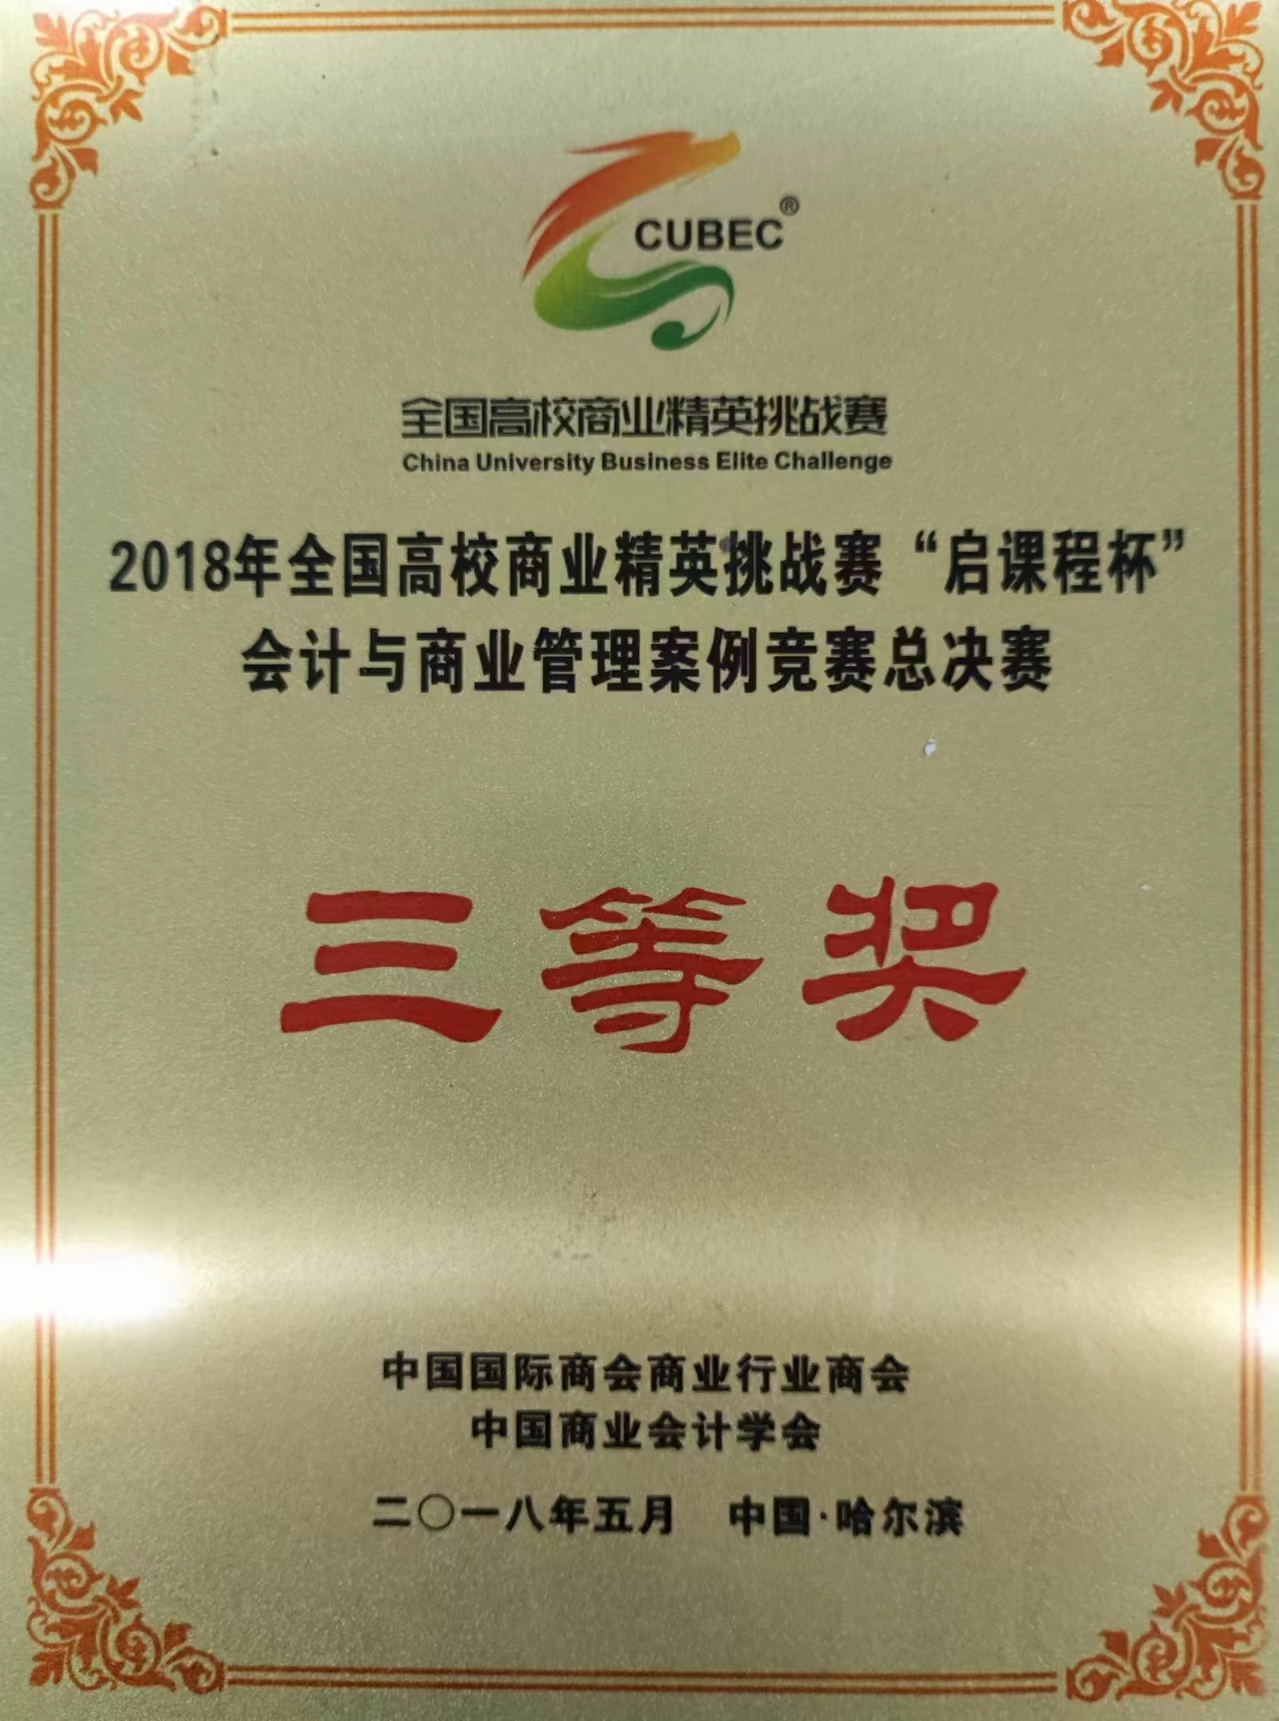 CUBEC®
全国高校商业精英挑战赛
China University Business Elite Challenge
2018年全国高校商业精英挑战赛“启课程杯”
会计与商业管理案例竞赛总决赛
三等奖
中国国际商会商业行业商会
中国商业会计学会
二〇一八年五月 中国·哈尔滨